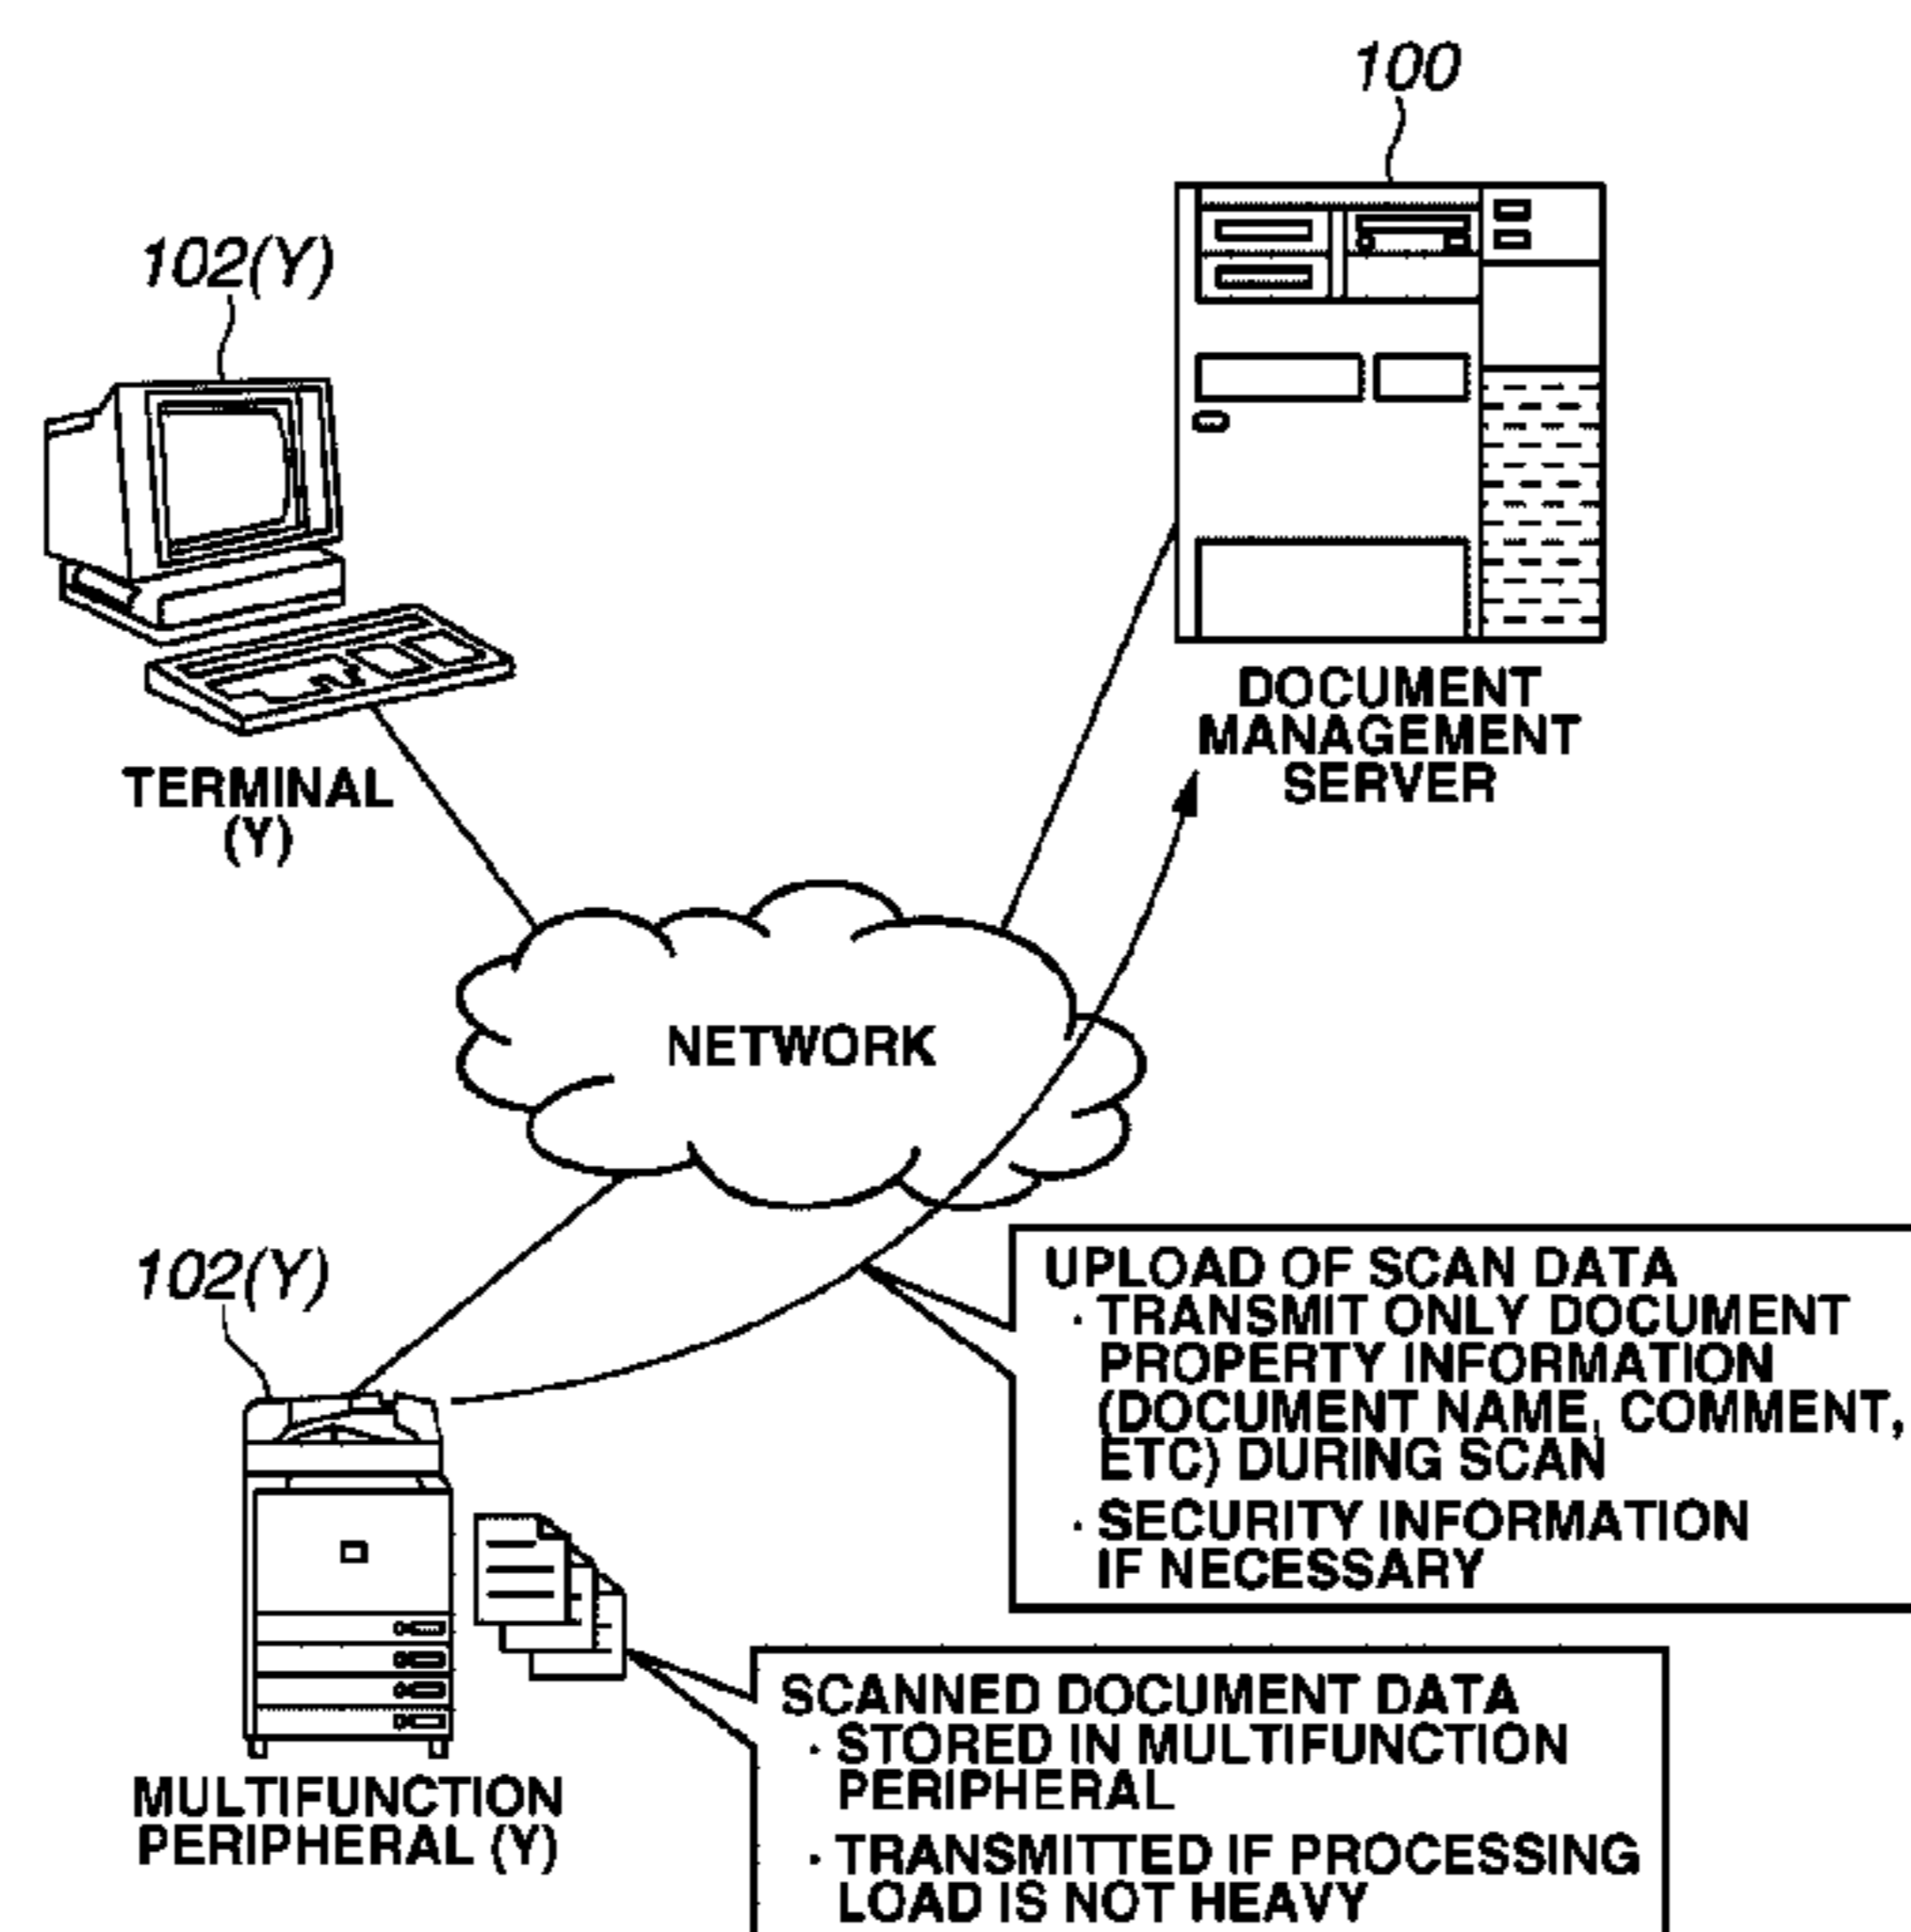 100
102(Y)
DOCUMENT
MANAGEMENT
SERVER
TERMINAL
(Y)
NETWORK
102(Y)
UPLOAD OF SCAN DATA
· TRANSMIT ONLY DOCUMENT
PROPERTY INFORMATION
(DOCUMENT NAME, COMMENT,
ETC) DURING SCAN
· SECURITY INFORMATION
IF NECESSARY
SCANNED DOCUMENT DATA
· STORED IN MULTIFUNCTION
PERIPHERAL
· TRANSMITTED IF PROCESSING
LOAD IS NOT HEAVY
MULTIFUNCTION
PERIPHERAL (Y)